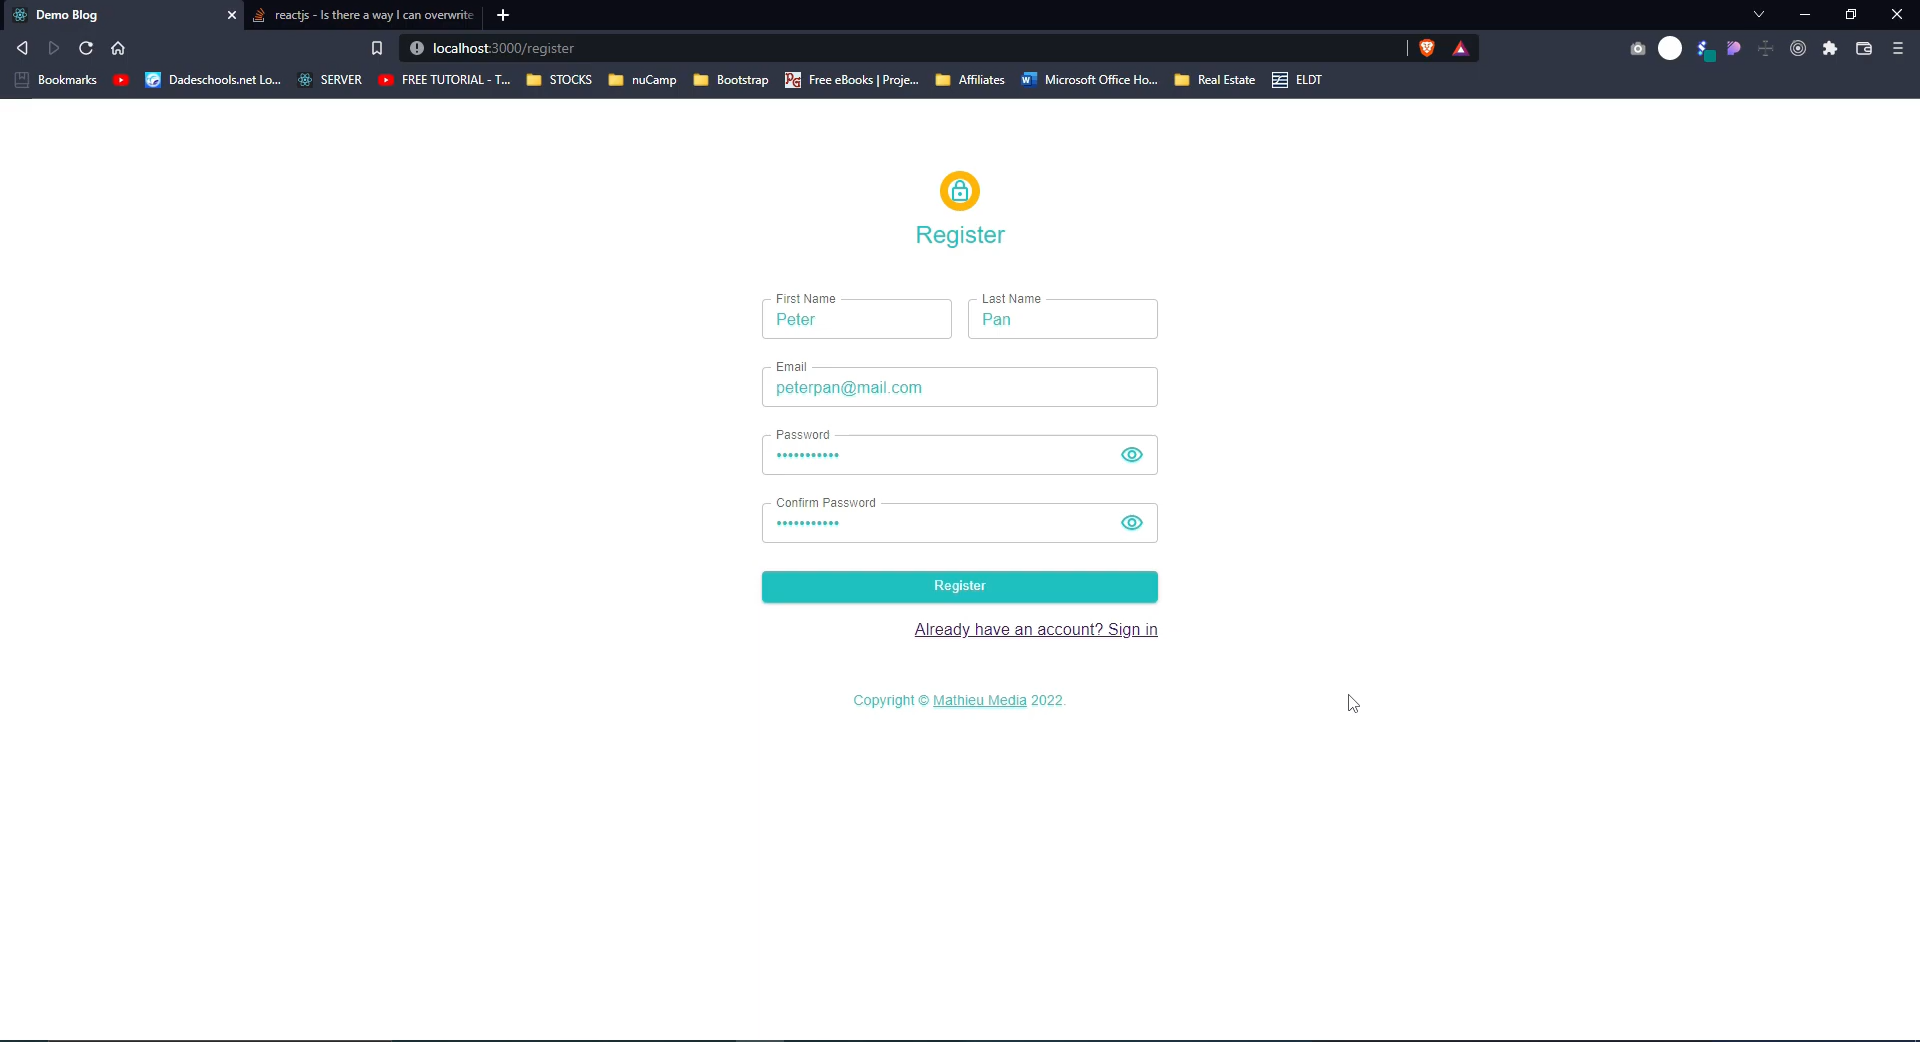 Demo Blog
reactjs - Is there a way I can overwrite
localhost:3000/register
Bookmarks
Dadeschools.net Lo...
SERVER
FREE TUTORIAL - T...
STOCKS
nuCamp
Bootstrap
Free eBooks | Proje...
Affiliates
Microsoft Office Ho...
Real Estate
ELDT
Register
First Name
Last Name
Peter
Pan
Email
peterpan@mail.com
Password
•••••••••••
Confirm Password
•••••••••••
Register
Already have an account? Sign in
Copyright © Mathieu Media 2022.